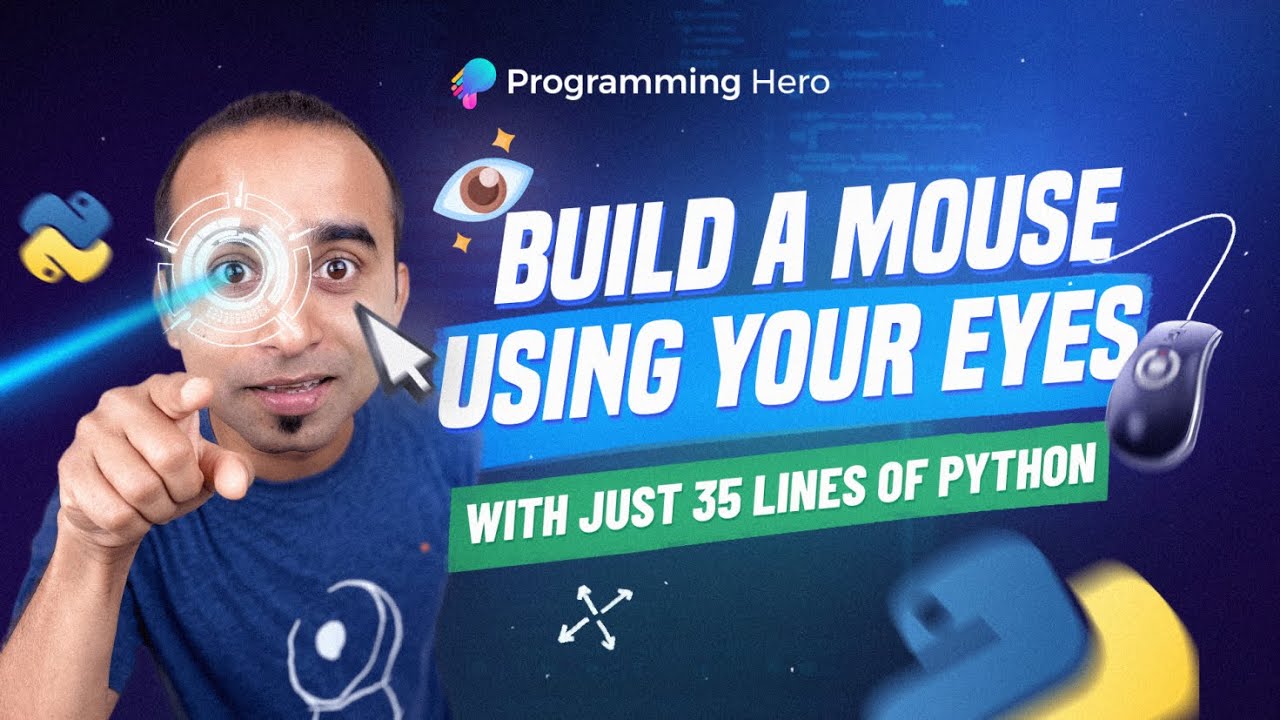 Programming Hero
BUILD A MOUSE
USING YOUR EYES
WITH JUST 35 LINES OF PYTHON